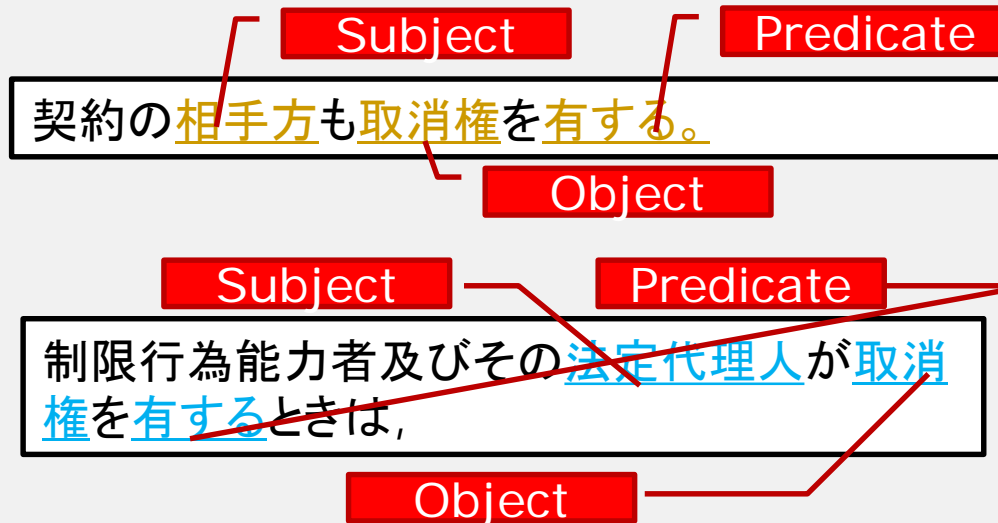 Subject
Predicate
契約の相手方も取消権を有する。
Object
Subject
Predicate
制限行為能力者及びその法定代理人が取消
権を有するときは,
Object